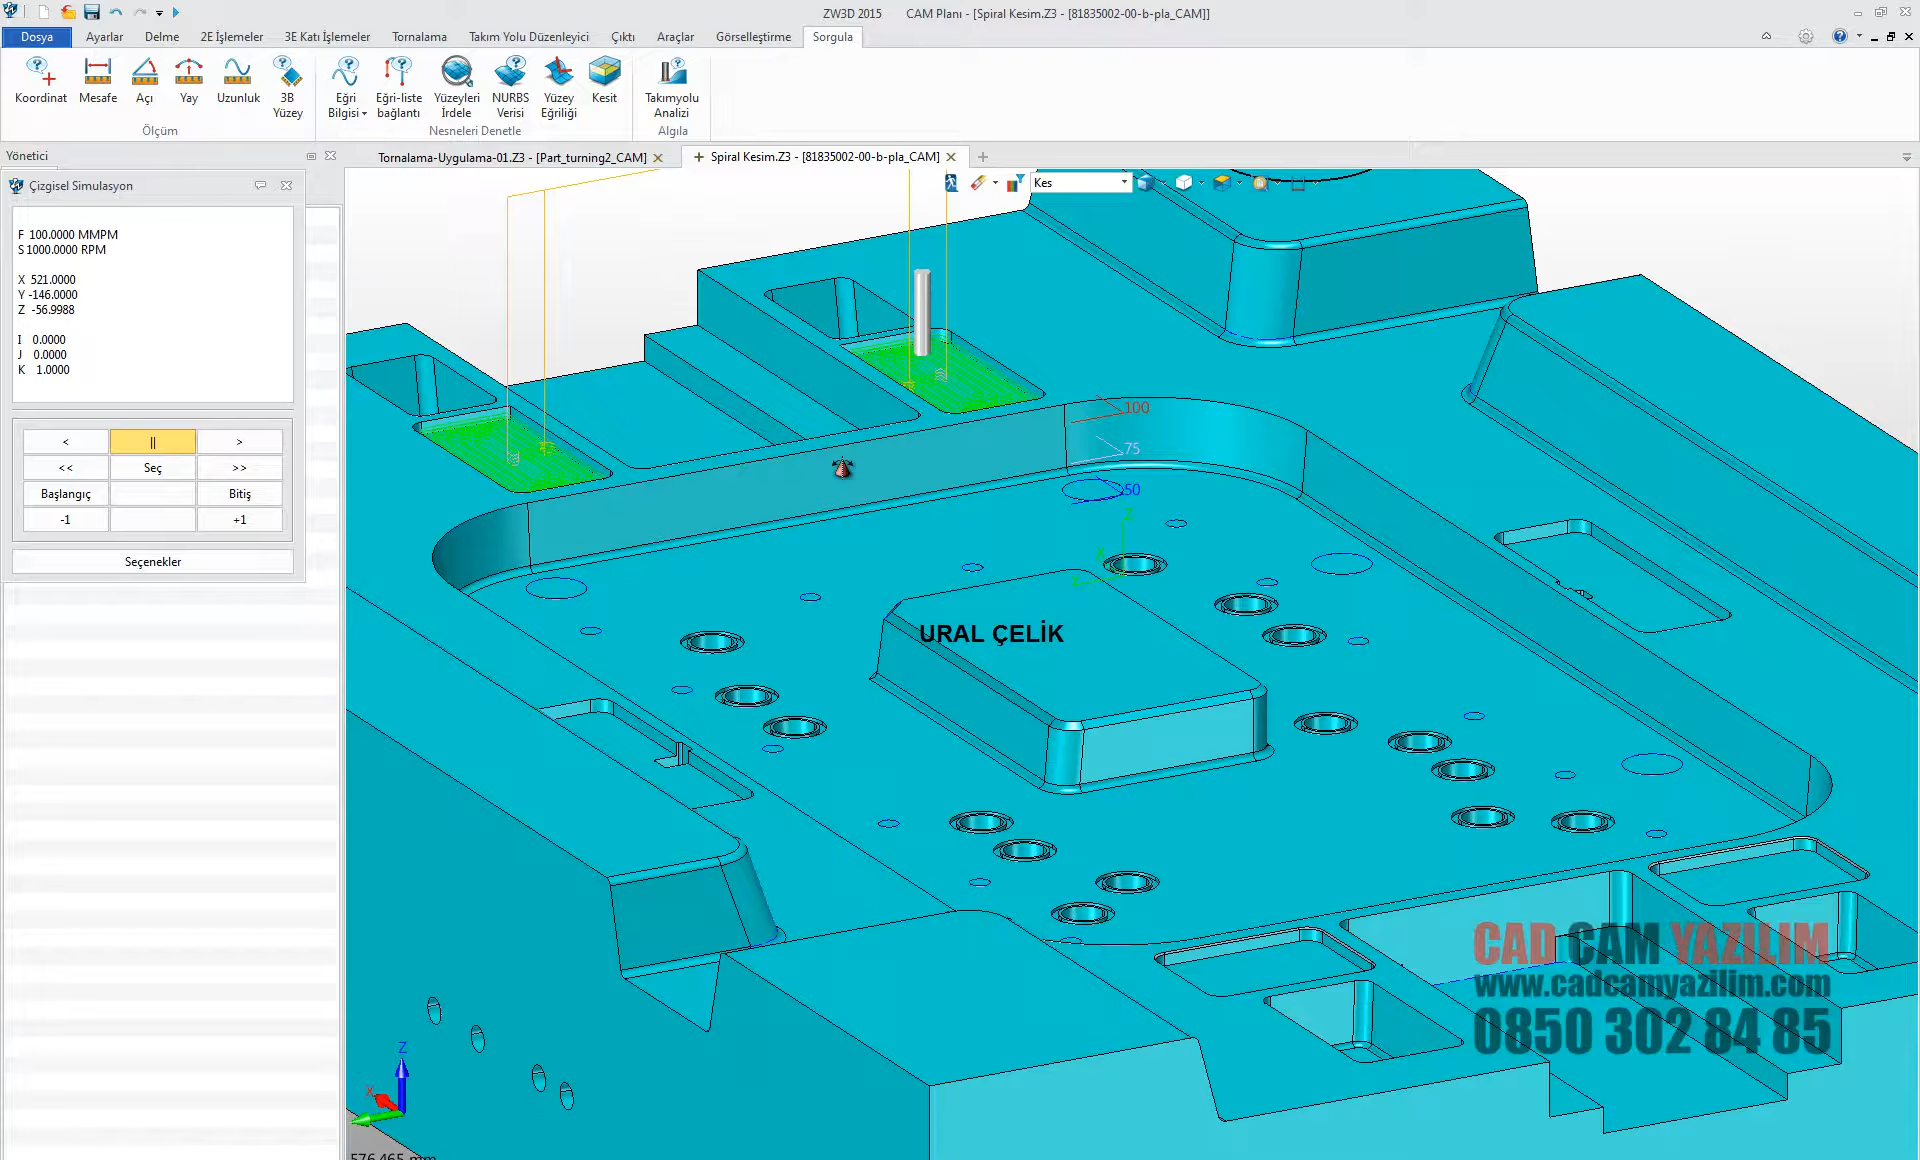 ZW3D 2015 CAM Planı - [Spiral Kesim.Z3 - [81835002-00-b-pla_CAM]]
Dosya Ayarlar Delme 2E İşlemeler 3E Katı İşlemeler Tornalama Takım Yolu Düzenleyici Çıktı Araçlar Görselleştirme Sorgula
Koordinat Mesafe Açı Yay Uzunluk 3B Yüzey
Ölçüm
Eğri Bilgisi Eğri-liste bağlantı Yüzeyleri İrdele NURBS Verisi Yüzey Eğriliği Kesit
Nesneleri Denetle
Takımyolu Analizi
Algıla
Yönetici
Tornalama-Uygulama-01.Z3 - [Part_turning2_CAM]
Spiral Kesim.Z3 - [81835002-00-b-pla_CAM]
Çizgisel Simulasyon
Kes
F 100.0000 MMPM
S 1000.0000 RPM
X 521.0000
Y -146.0000
Z -56.9988
I 0.0000
J 0.0000
K 1.0000
< || >
<< Seç >>
Başlangıç Bitiş
-1 +1
Seçenekler
100
75
50
Z
X
Y
URAL ÇELİK
CAD CAM YAZILIM
www.cadcamyazilim.com
0850 302 84 85
Z
X
576.465 mm